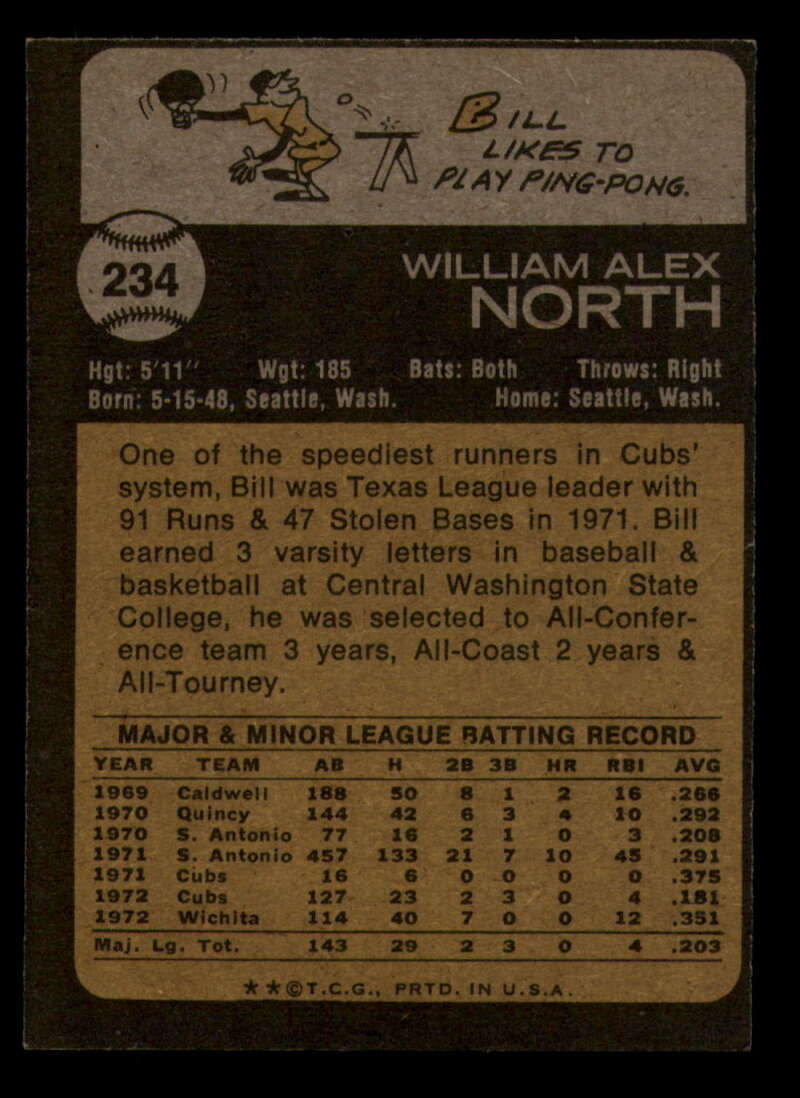 BILL
LIKES TO
PLAY PING-PONG.
234
WILLIAM ALEX
NORTH
Hgt: 5'11" Wgt: 185 Bats: Both Throws: Right
Born: 5-15-48, Seattle, Wash. Home: Seattle, Wash.
One of the speediest runners in Cubs'
system, Bill was Texas League leader with
91 Runs & 47 Stolen Bases in 1971. Bill
earned 3 varsity letters in baseball &
basketball at Central Washington State
College, he was selected to All-Confer-
ence team 3 years, All-Coast 2 years &
All-Tourney.
MAJOR & MINOR LEAGUE BATTING RECORD
YEAR TEAM AB H 2B 3B HR RBI AVG
1969 Caldwell 188 50 8 1 2 16 .266
1970 Quincy 144 42 6 3 4 10 .292
1970 S. Antonio 77 16 2 1 0 3 .208
1971 S. Antonio 457 133 21 7 10 45 .291
1971 Cubs 16 6 0 0 0 0 .375
1972 Cubs 127 23 2 3 0 4 .181
1972 Wichita 114 40 7 0 0 12 .351
Maj. Lg. Tot. 143 29 2 3 0 4 .203
★★©T.C.G., PRTD. IN U.S.A.